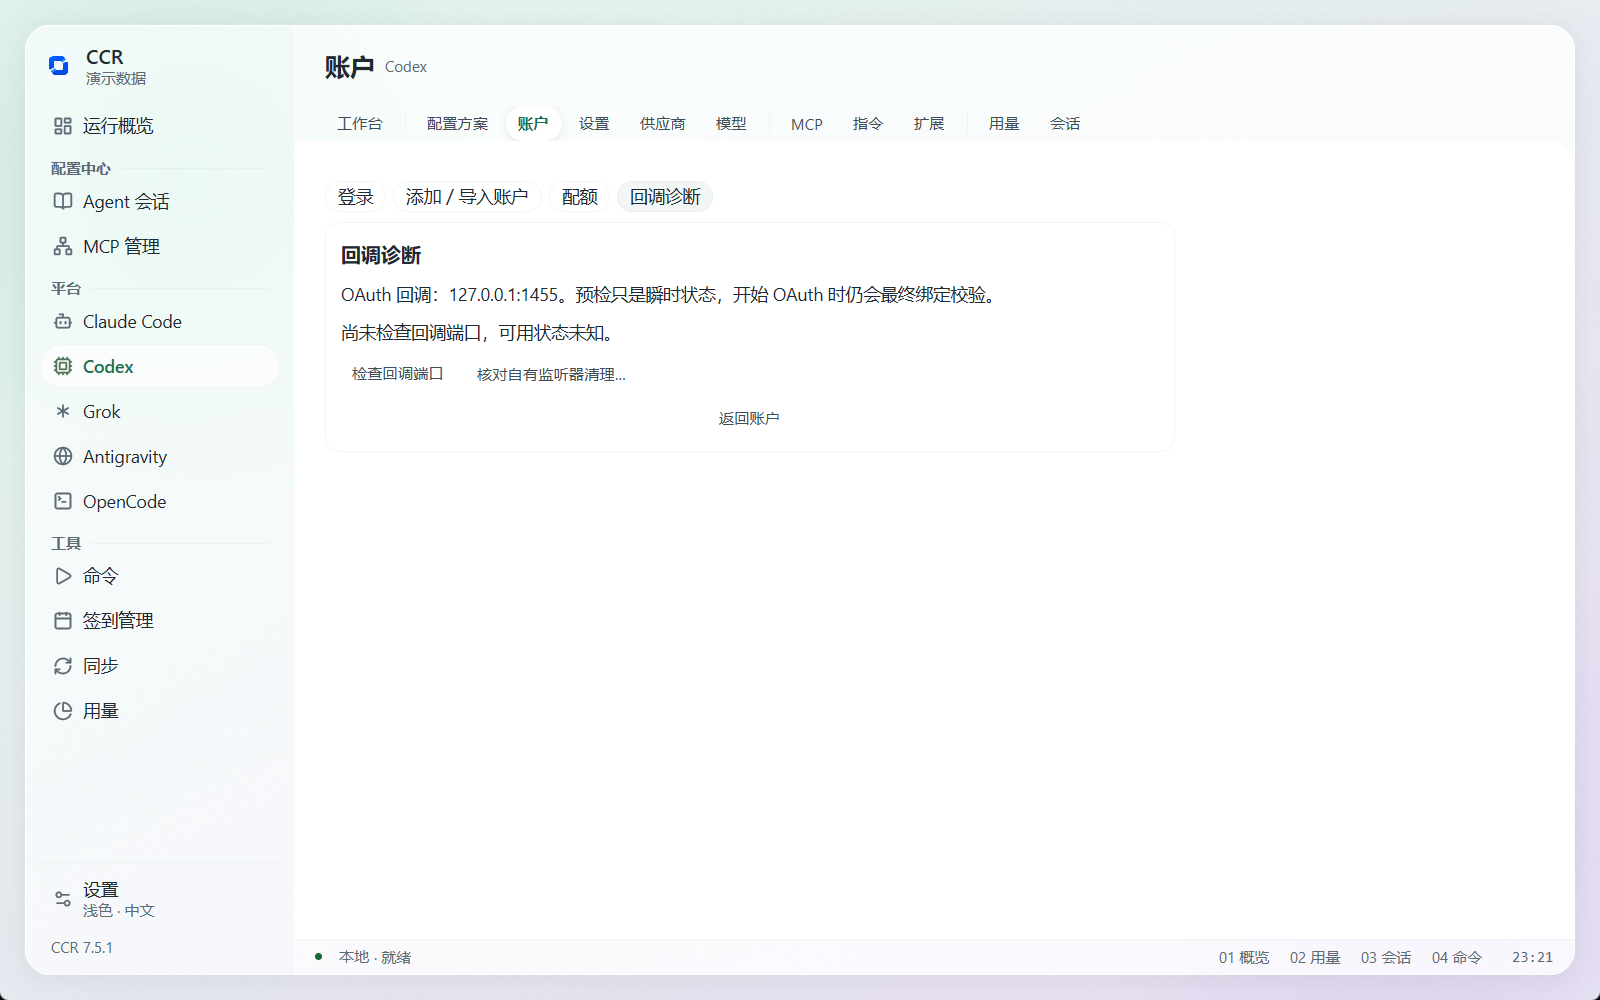 CCR
演示数据
运行概览
配置中心
Agent 会话
MCP 管理
平台
Claude Code
Codex
Grok
Antigravity
OpenCode
工具
命令
签到管理
同步
用量
设置
浅色 · 中文
CCR 7.5.1
账户 Codex
工作台 配置方案 账户 设置 供应商 模型 MCP 指令 扩展 用量 会话
登录 添加 / 导入账户 配额 回调诊断
回调诊断
OAuth 回调：127.0.0.1:1455。预检只是瞬时状态，开始 OAuth 时仍会最终绑定校验。
尚未检查回调端口，可用状态未知。
检查回调端口 核对自有监听器清理...
返回账户
本地 · 就绪
01 概览 02 用量 03 会话 04 命令 23:21